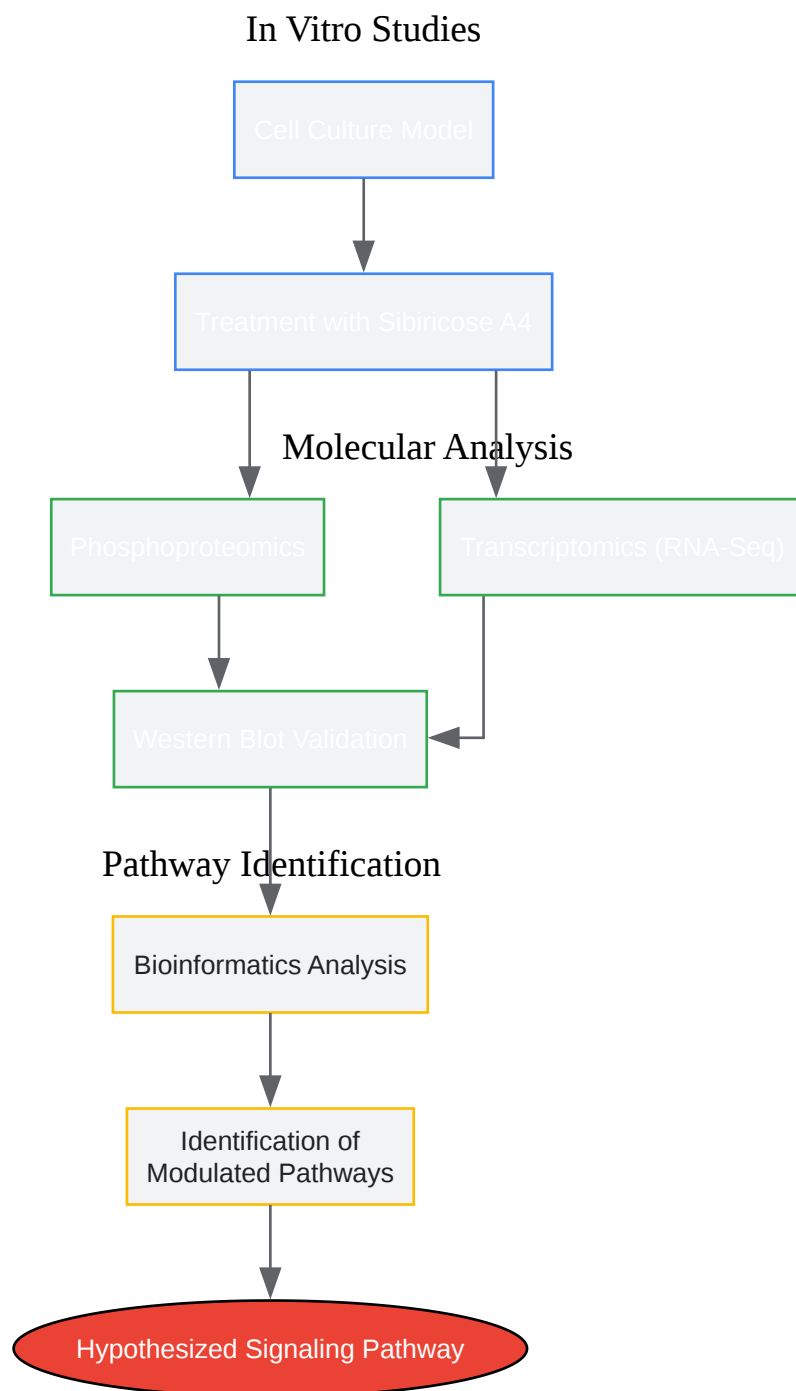 In Vitro Studies
Cell Culture Model
Treatment with Sibiricose A4
Molecular Analysis
Phosphoproteomics
Transcriptomics (RNA-Seq)
Western Blot Validation
Pathway Identification
Bioinformatics Analysis
Identification of
Modulated Pathways
Hypothesized Signaling Pathway